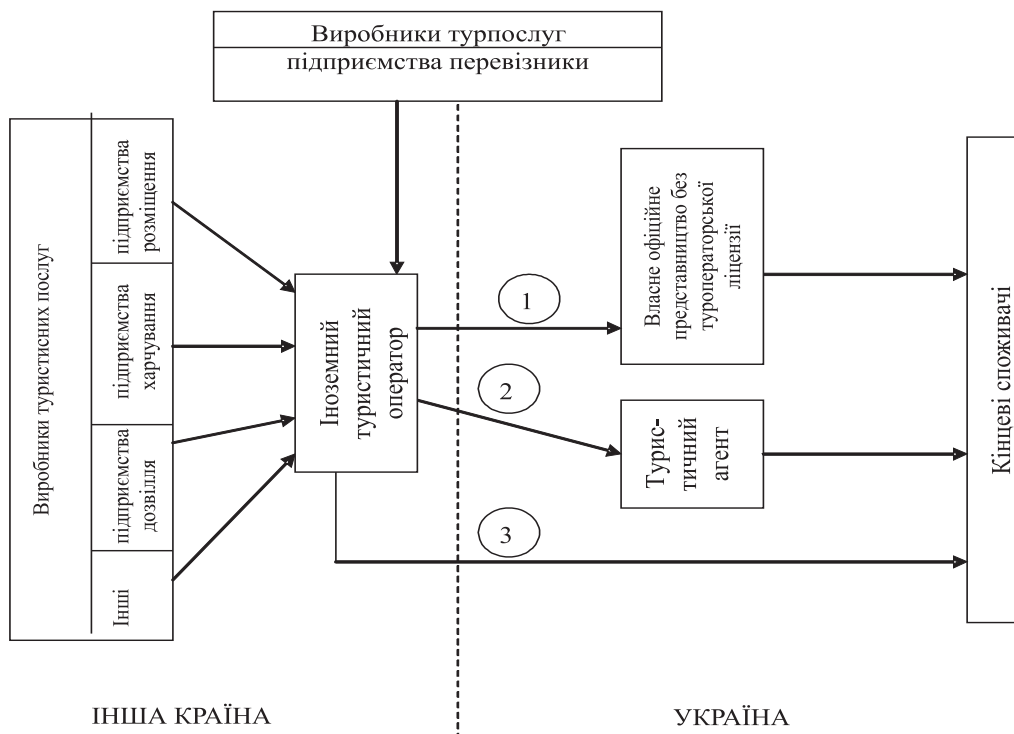 Виробники турпослуг
підприємства перевізники
Виробники туристисних послуг
підприємства
розміщення
підприємства
харчування
підприємства
дозвілля
Інші
Іноземний
туристичний
оператор
1
2
3
Власне офіційне
представництво без
туроператорської
ліцензії
Турис-
тичний
агент
Кінцеві споживачі
ІНША КРАЇНА
УКРАЇНА